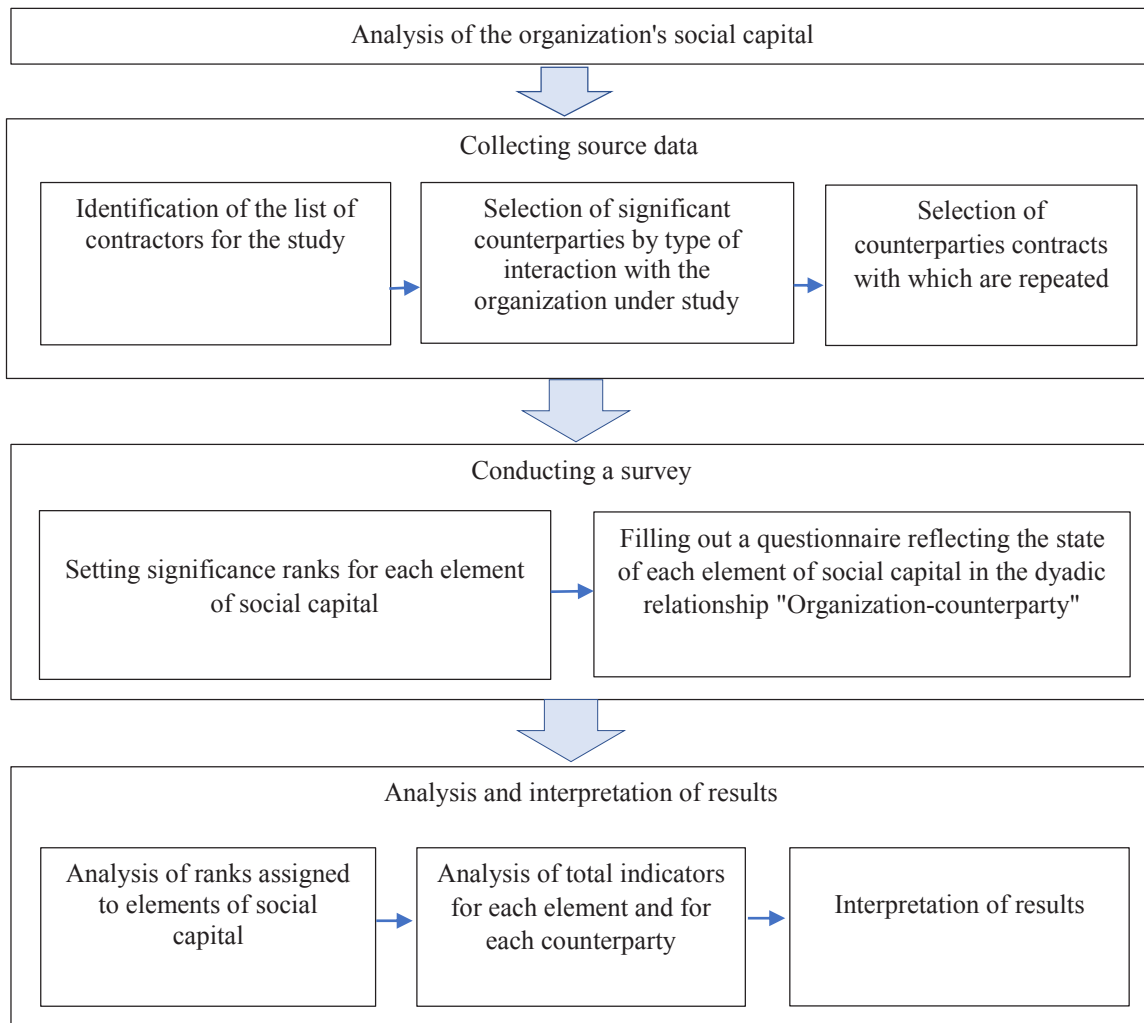 Analysis of the organization's social capital
Collecting source data
Identification of the list of
contractors for the study
Selection of significant
counterparties by type of
interaction with the
organization under study
Selection of
counterparties contracts
with which are repeated
Conducting a survey
Setting significance ranks for each element
of social capital
Filling out a questionnaire reflecting the state
of each element of social capital in the dyadic
relationship "Organization-counterparty"
Analysis and interpretation of results
Analysis of ranks assigned
to elements of social
capital
Analysis of total indicators
for each element and for
each counterparty
Interpretation of results